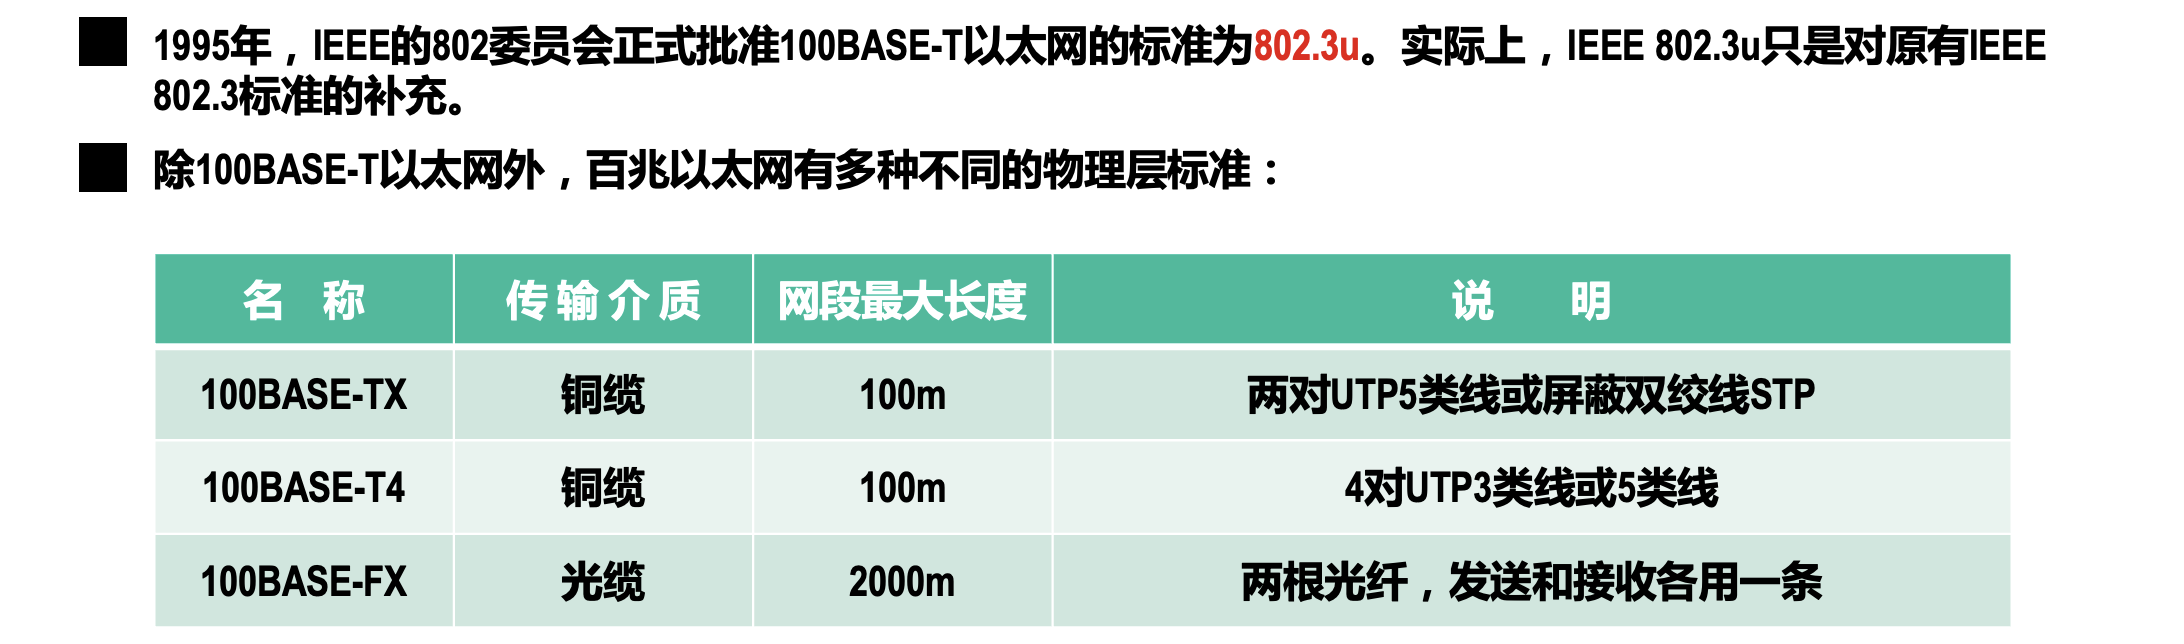 1995年，IEEE的802委员会正式批准100BASE-T以太网的标准为802.3u。实际上，IEEE 802.3u只是对原有IEEE
802.3标准的补充。
除100BASE-T以太网外，百兆以太网有多种不同的物理层标准：
名 称 传 输 介 质 网段最大长度 说 明
100BASE-TX 铜缆 100m 两对UTP5类线或屏蔽双绞线STP
100BASE-T4 铜缆 100m 4对UTP3类线或5类线
100BASE-FX 光缆 2000m 两根光纤，发送和接收各用一条